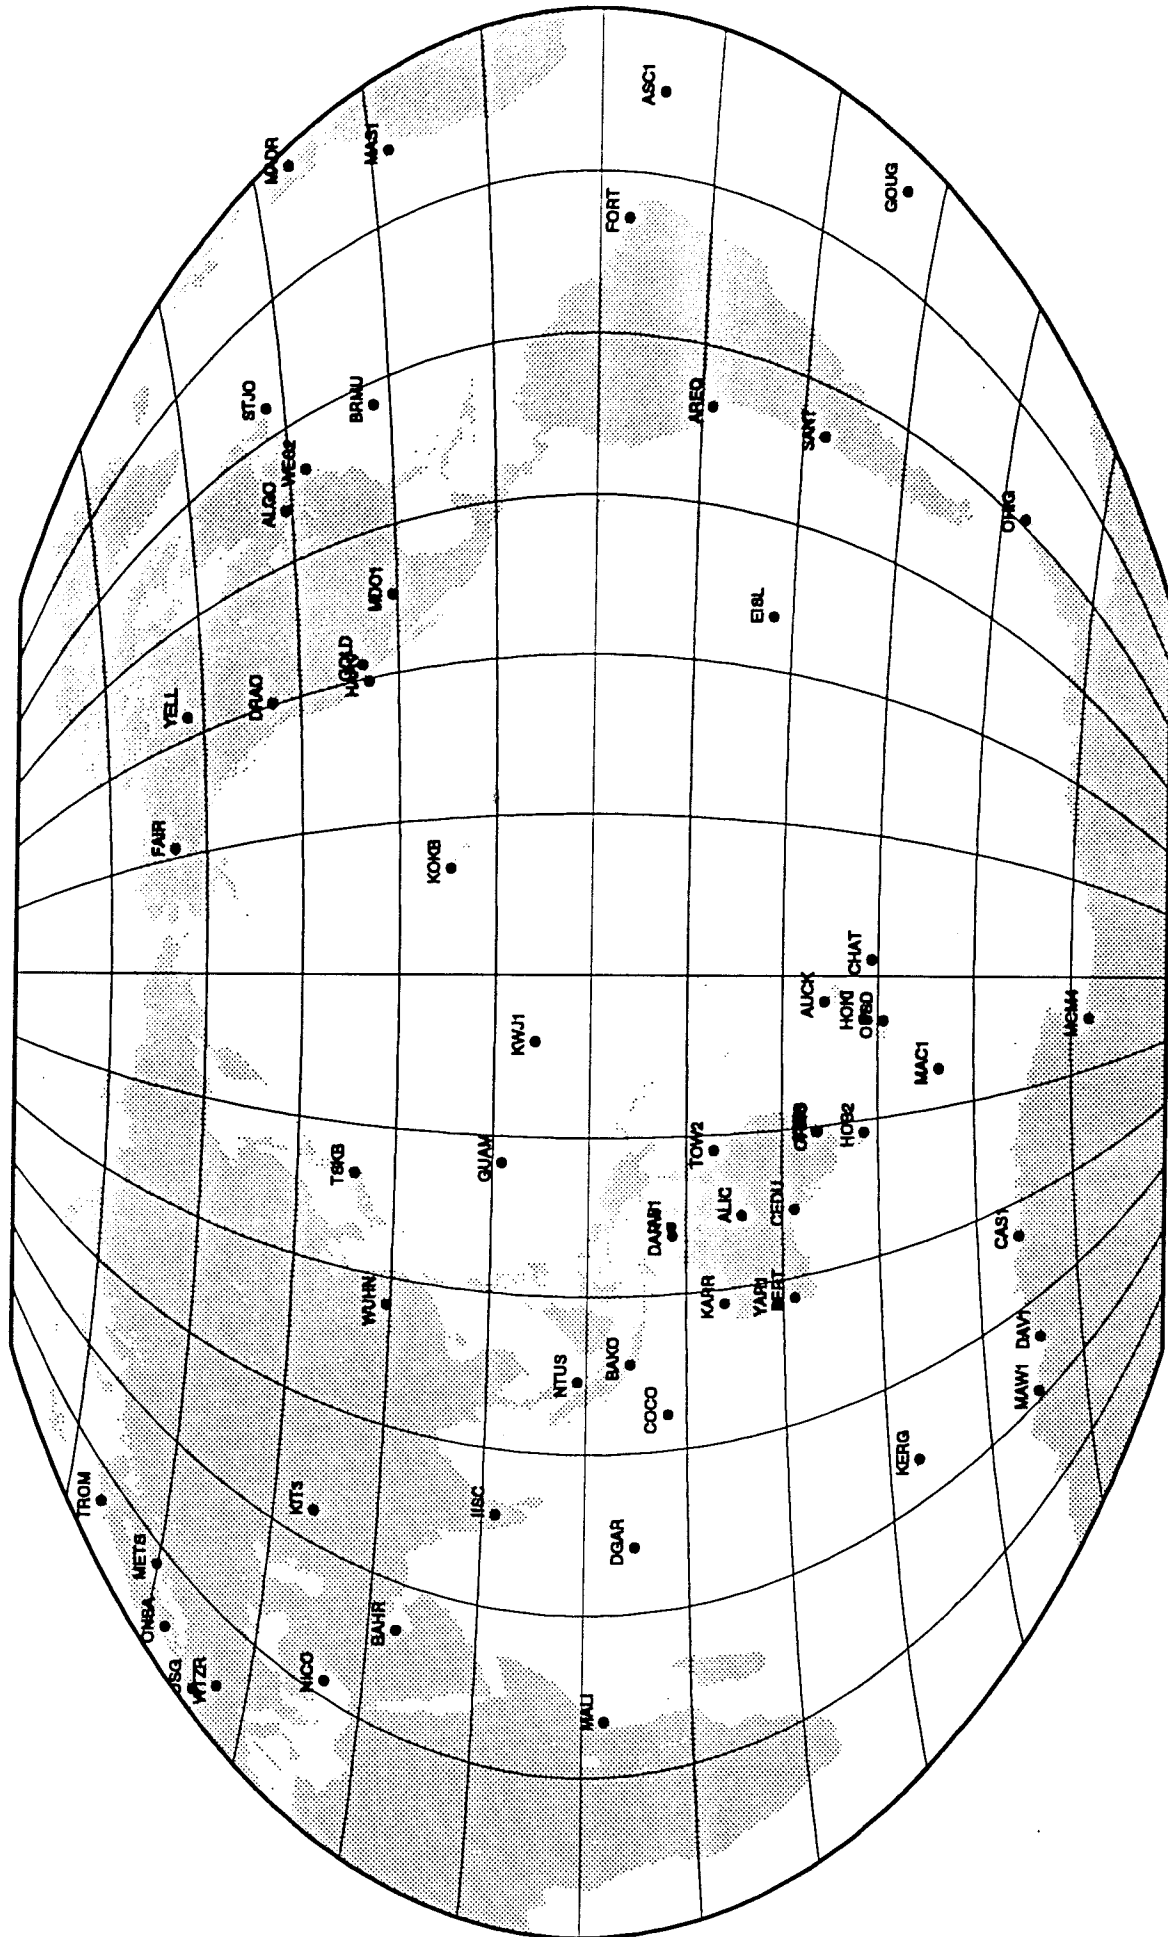 ASC1
MADR
MAS1
GOUG
FORT
STJO
BRMU
AREQ
SANT
WES2
ALGO
OHIG
MDO1
EISL
GOLD
DRAO
YELL
FAIR
KOKB
CHAT
AUCK
HOKI
MCM4
KWJ1
MAC1
HOB2
TOW2
TSKB
GUAM
ALIC
CEDU
CAS1
KARR
YAR1
WUHN
DAV1
BAKO
NTUS
MAW1
COCO
KERG
TROM
KIT3
IISC
DGAR
METS
ONSA
BAHR
WTZR
NICO
MALI